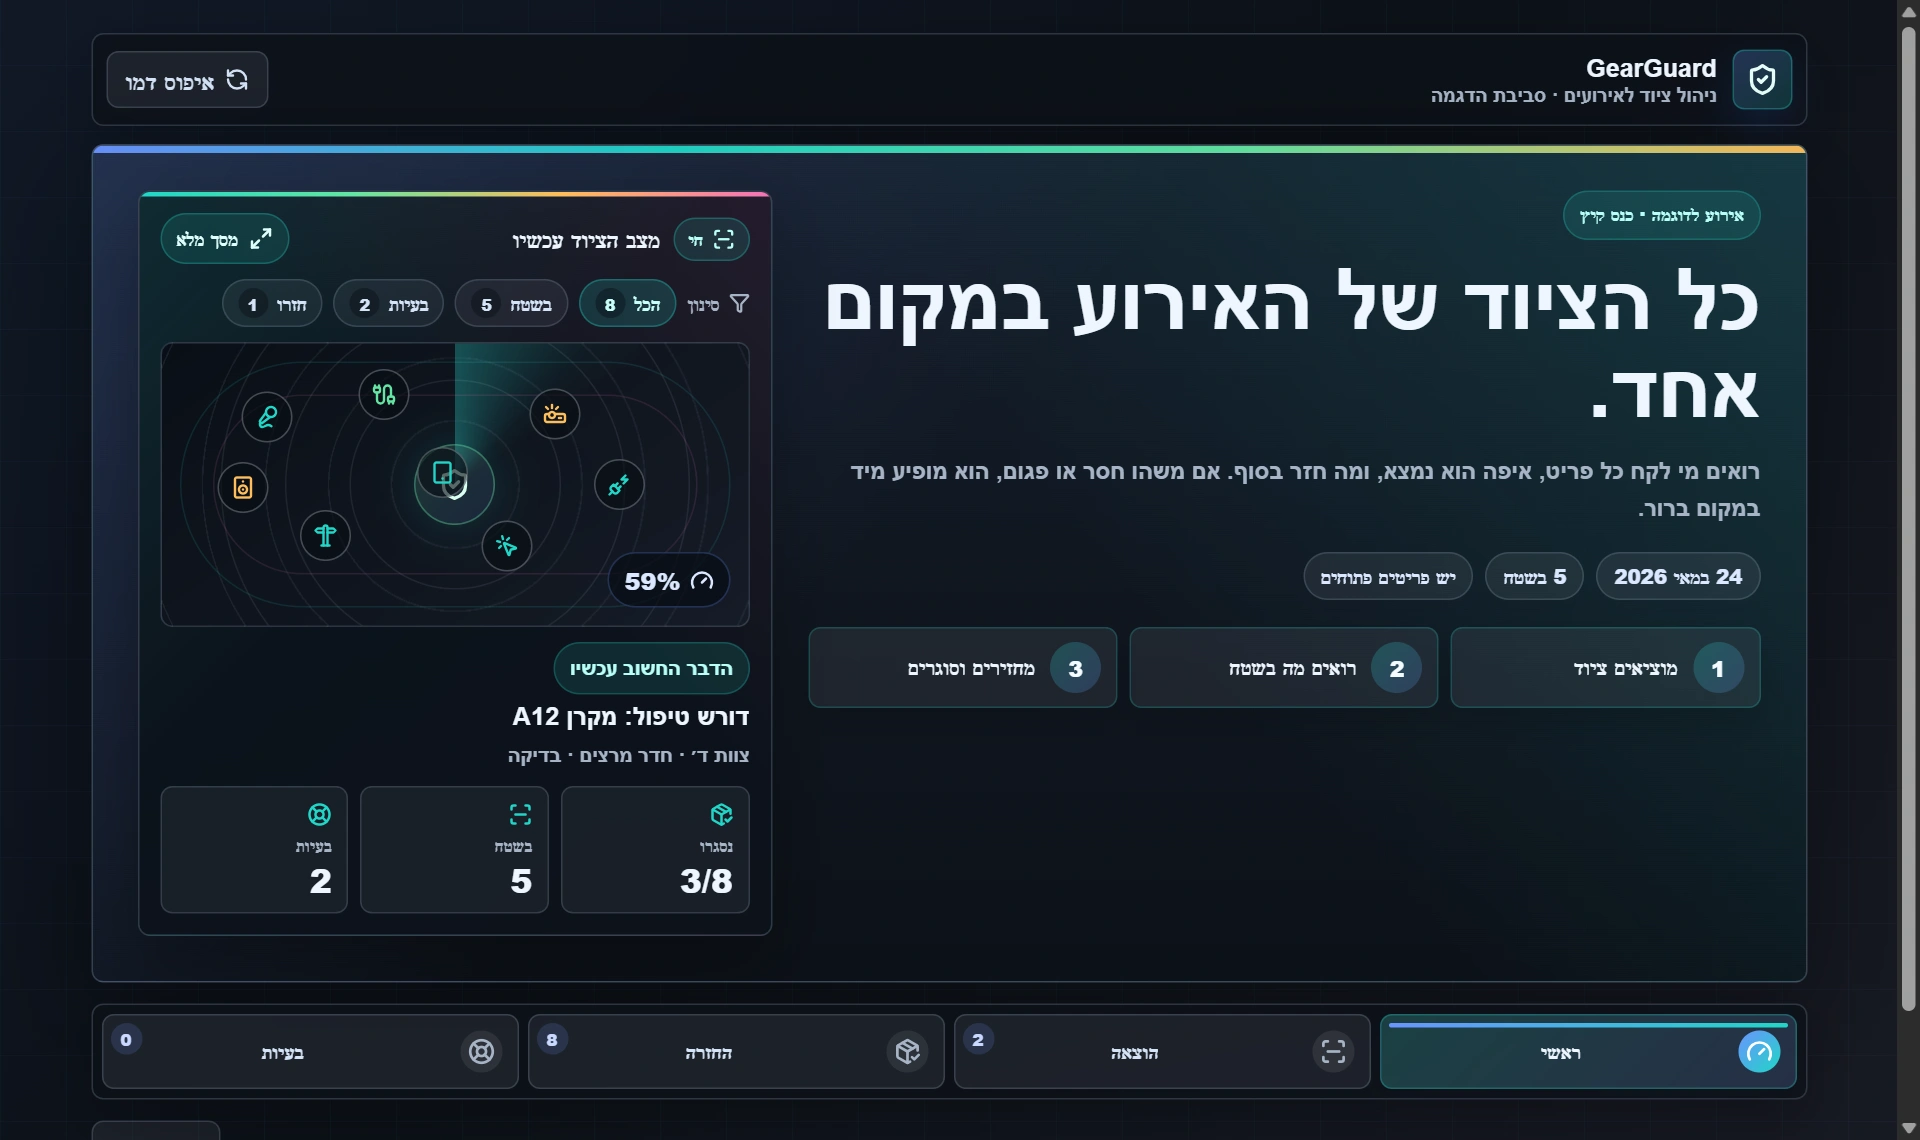 GearGuard
ניהול ציוד לאירועים · סביבת הדגמה
איפוס דמו
אירוע לדוגמה · כנס קיץ
כל הציוד של האירוע במקום
אחד.
רואים מי לקח כל פריט, איפה הוא נמצא, ומה חזר בסוף. אם משהו חסר או פגום, הוא מופיע מיד
במקום ברור.
24 במאי 2026
5 בשטח
יש פריטים פתוחים
1 מוציאים ציוד
2 רואים מה בשטח
3 מחזירים וסוגרים
חי
מצב הציוד עכשיו
מסך מלא
סינון
הכל 8
בשטח 5
בעיות 2
חזרו 1
59%
הדבר החשוב עכשיו
דורש טיפול: מקרן A12
צוות ד׳ · חדר מרצים · בדיקה
נסגרו
3/8
בשטח
5
בעיות
2
ראשי
הוצאה 2
החזרה 8
בעיות 0